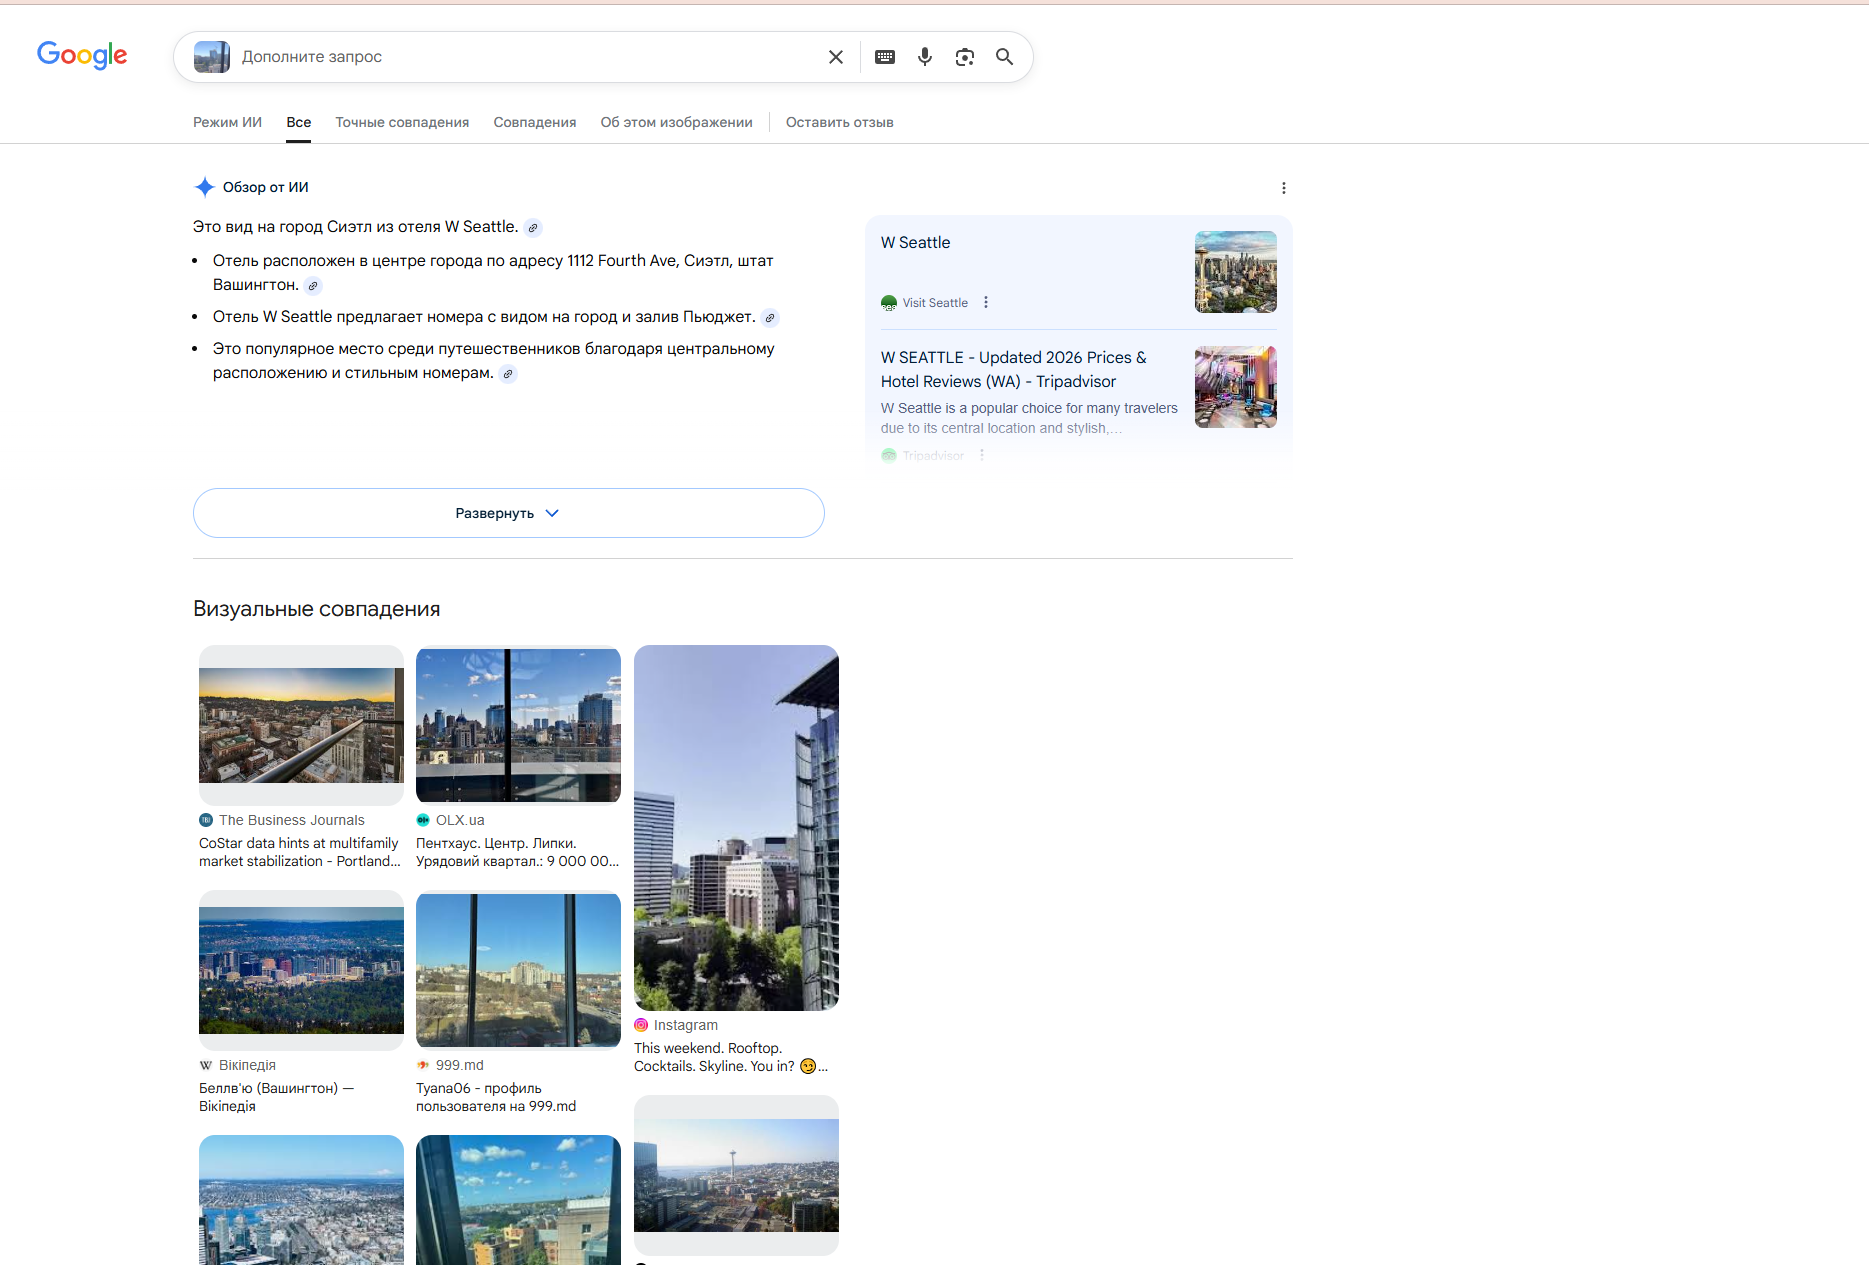 Google
Дополните запрос
Режим ИИ
Все
Точные совпадения
Совпадения
Об этом изображении
Оставить отзыв
Обзор от ИИ
Это вид на город Сиэтл из отеля W Seattle.
• Отель расположен в центре города по адресу 1112 Fourth Ave, Сиэтл, штат
Вашингтон.
• Отель W Seattle предлагает номера с видом на город и залив Пьюджет.
• Это популярное место среди путешественников благодаря центральному
расположению и стильным номерам.
W Seattle
Visit Seattle
W SEATTLE - Updated 2026 Prices &
Hotel Reviews (WA) - Tripadvisor
W Seattle is a popular choice for many travelers
due to its central location and stylish,...
Tripadvisor
Развернуть
Визуальные совпадения
The Business Journals
CoStar data hints at multifamily
market stabilization - Portland...
OLX.ua
Пентхаус. Центр. Липки.
Урядовий квартал.: 9 000 00...
Instagram
This weekend. Rooftop.
Cocktails. Skyline. You in? 😏...
W Вікіпедія
Беллв'ю (Вашингтон) —
Вікіпедія
999.md
Tyana06 - профиль
пользователя на 999.md